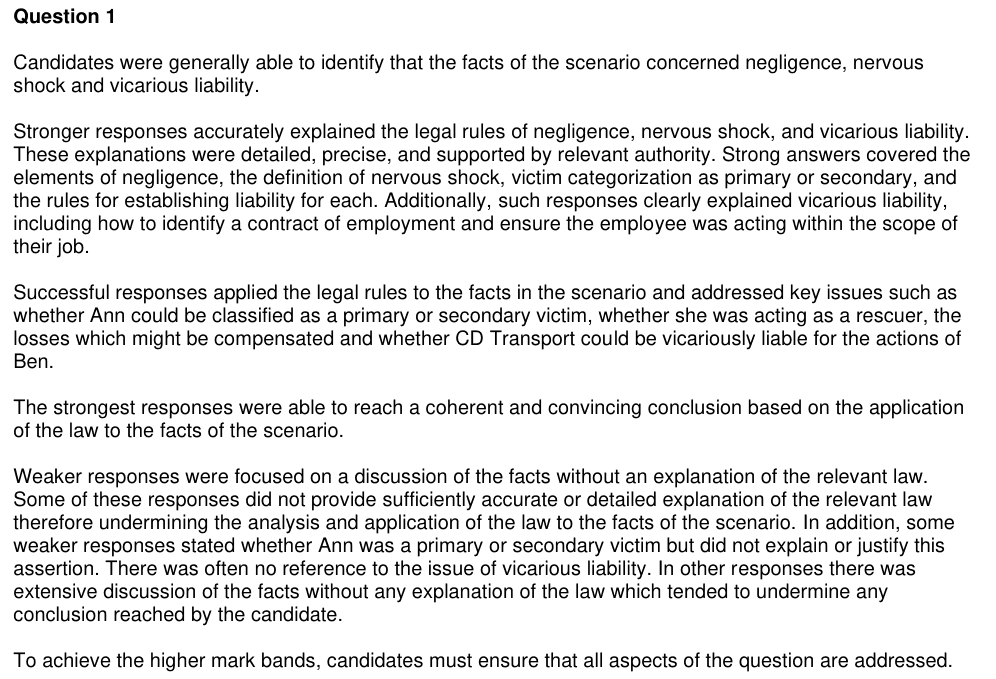 Question 1
Candidates were generally able to identify that the facts of the scenario concerned negligence, nervous
shock and vicarious liability.
Stronger responses accurately explained the legal rules of negligence, nervous shock, and vicarious liability.
These explanations were detailed, precise, and supported by relevant authority. Strong answers covered the
elements of negligence, the definition of nervous shock, victim categorization as primary or secondary, and
the rules for establishing liability for each. Additionally, such responses clearly explained vicarious liability,
including how to identify a contract of employment and ensure the employee was acting within the scope of
their job.
Successful responses applied the legal rules to the facts in the scenario and addressed key issues such as
whether Ann could be classified as a primary or secondary victim, whether she was acting as a rescuer, the
losses which might be compensated and whether CD Transport could be vicariously liable for the actions of
Ben.
The strongest responses were able to reach a coherent and convincing conclusion based on the application
of the law to the facts of the scenario.
Weaker responses were focused on a discussion of the facts without an explanation of the relevant law.
Some of these responses did not provide sufficiently accurate or detailed explanation of the relevant law
therefore undermining the analysis and application of the law to the facts of the scenario. In addition, some
weaker responses stated whether Ann was a primary or secondary victim but did not explain or justify this
assertion. There was often no reference to the issue of vicarious liability. In other responses there was
extensive discussion of the facts without any explanation of the law which tended to undermine any
conclusion reached by the candidate.
To achieve the higher mark bands, candidates must ensure that all aspects of the question are addressed.